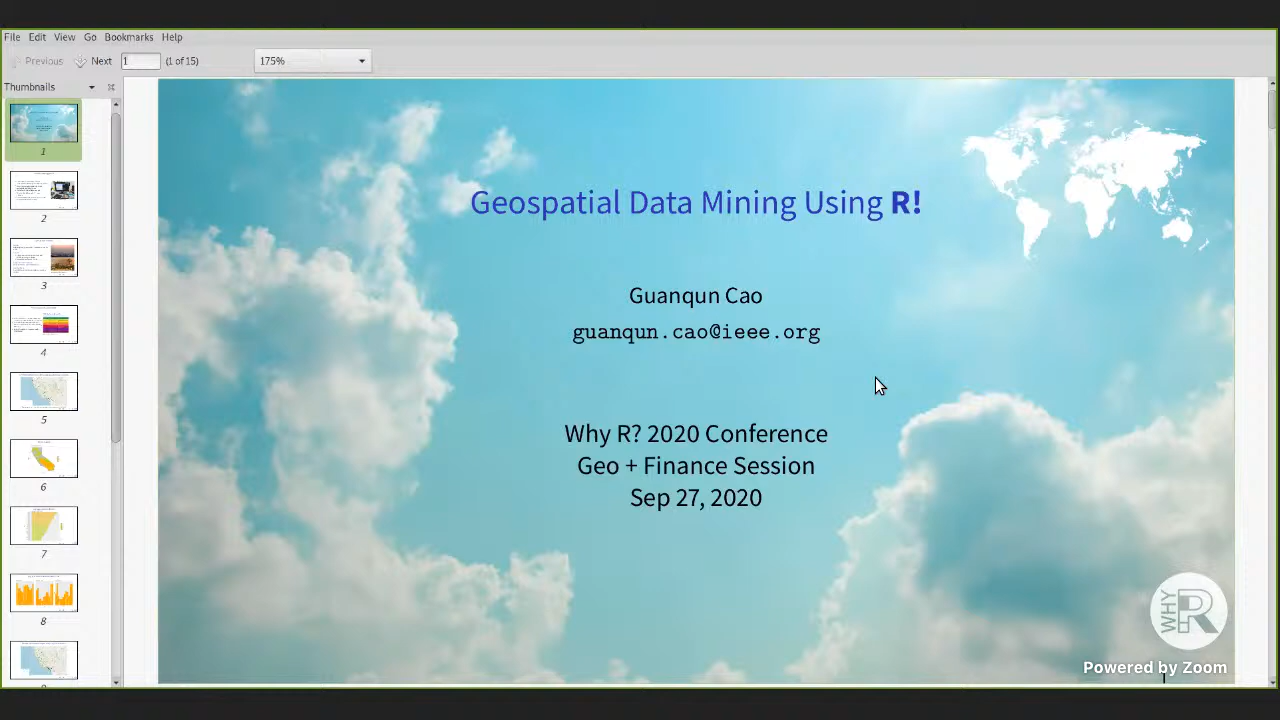 File Edit View Go Bookmarks Help
Previous Next 1 (1 of 15) 175%
Thumbnails
1
2
3
4
5
6
7
8
Geospatial Data Mining Using R!
Guanqun Cao
guanqun.cao@ieee.org
Why R? 2020 Conference
Geo + Finance Session
Sep 27, 2020
WHY R
Powered by Zoom